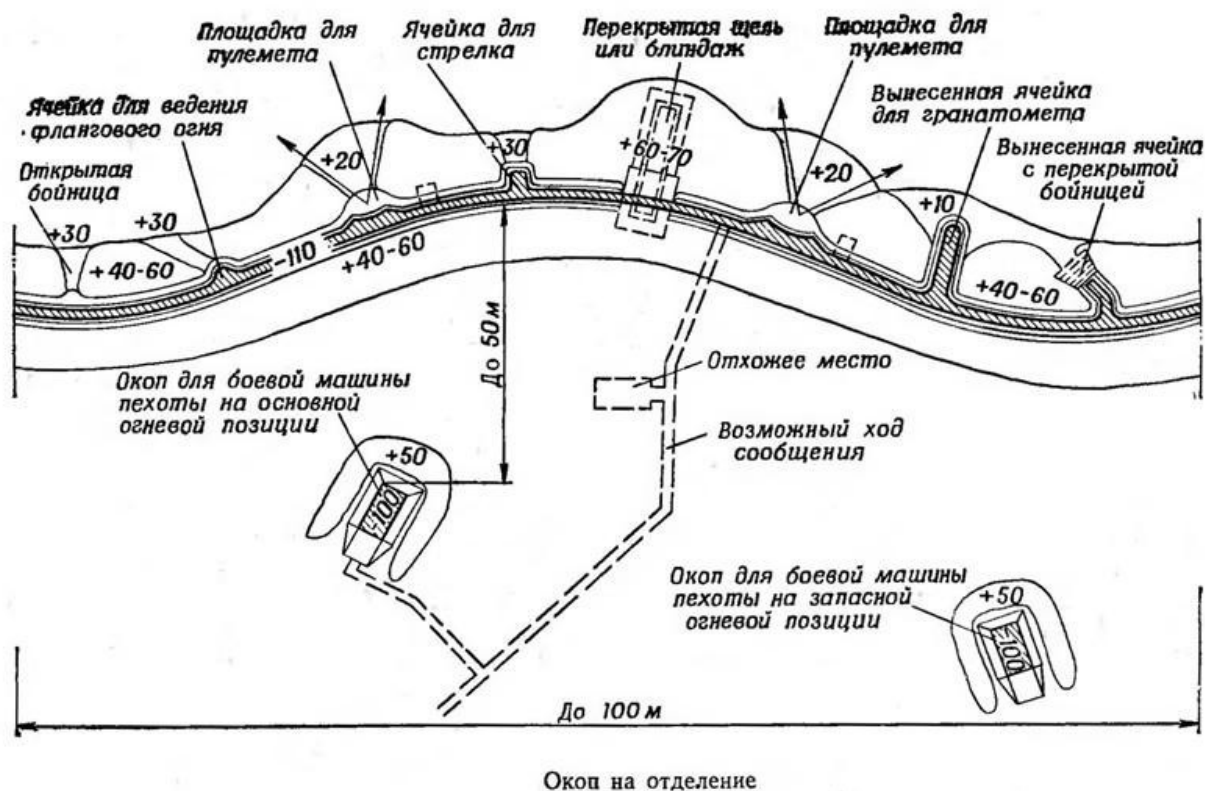 Площадка для
пулемета
Ячейка для
стрелка
Перекрытая щель
или блиндаж
Площадка для
пулемета
Ячейка для ведения
флангового огня
Вынесенная ячейка
для гранатомета
Открытая
бойница
Вынесенная ячейка
с перекрытой
бойницей
+20
+30
+60-70
+20
+10
+30
+30
+40-60
-110
+40-60
+40-60
До 50м
Отхожее место
Окоп для боевой машины
пехоты на основной
огневой позиции
Возможный ход
сообщения
+50
100
Окоп для боевой машины
пехоты на запасной
огневой позиции
+50
100
До 100 м
Окоп на отделение